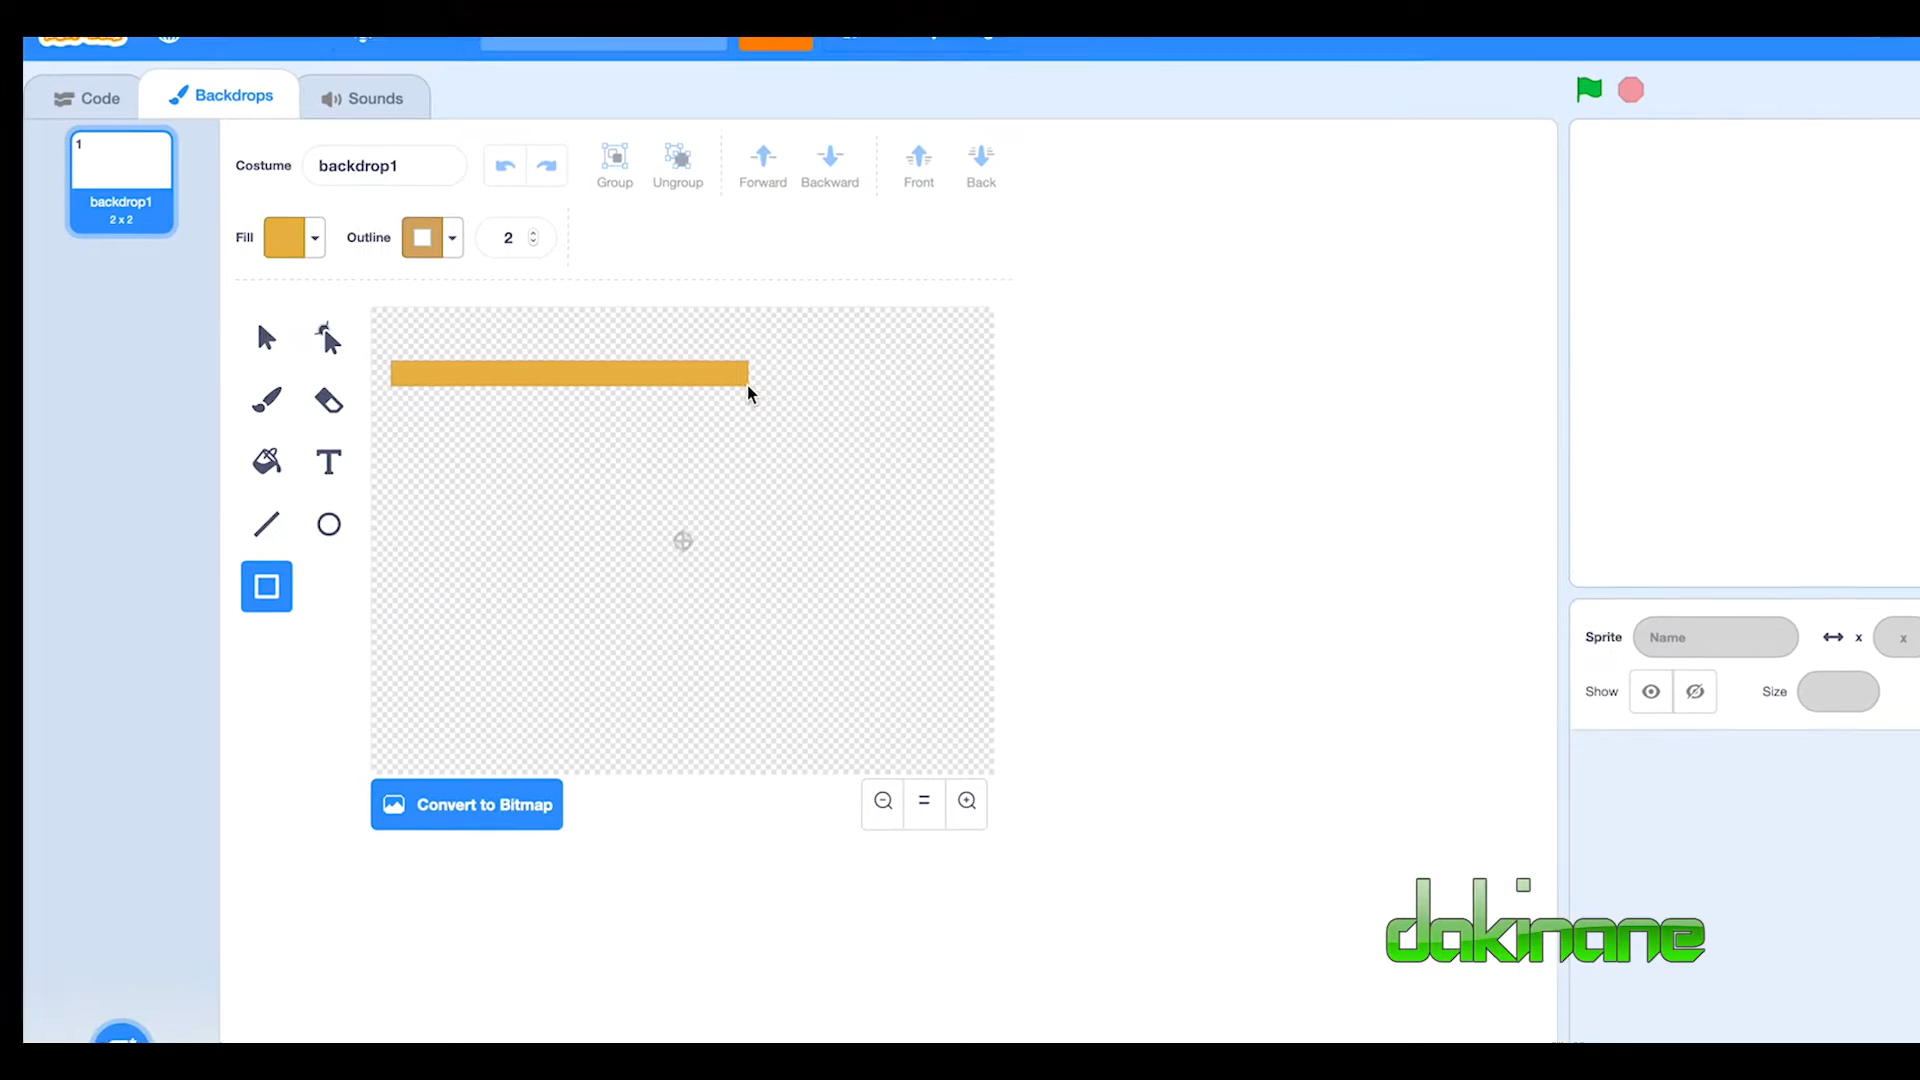 Code
Backdrops
Sounds
1
backdrop1
2 x 2
Costume
backdrop1
Group
Ungroup
Forward
Backward
Front
Back
Fill
Outline
2
T
Convert to Bitmap
=
Sprite
Name
x
x
Show
Size
dakinane